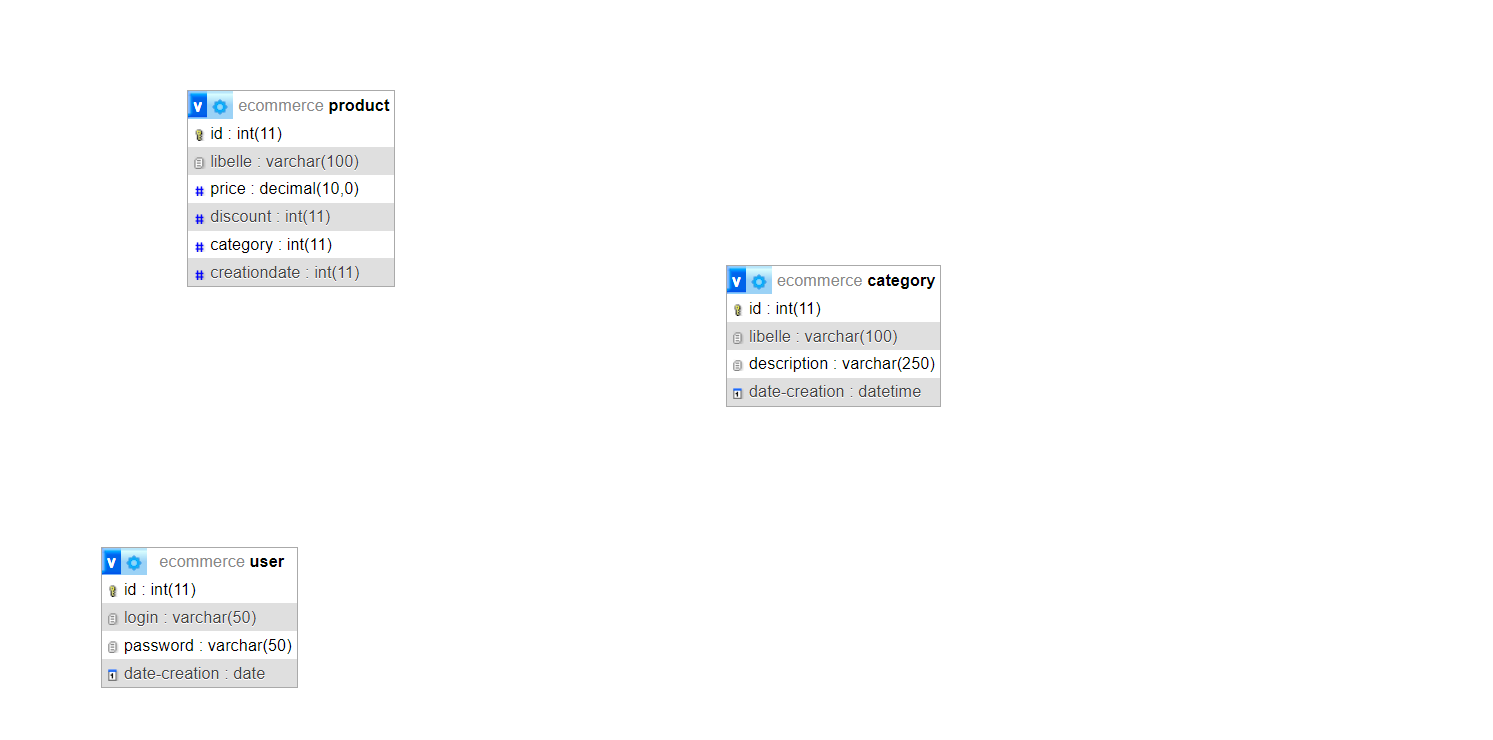 v ecommerce product
id : int(11)
libelle : varchar(100)
# price : decimal(10,0)
# discount : int(11)
# category : int(11)
# creationdate : int(11)
v ecommerce category
id : int(11)
libelle : varchar(100)
description : varchar(250)
date-creation : datetime
v ecommerce user
id : int(11)
login : varchar(50)
password : varchar(50)
date-creation : date